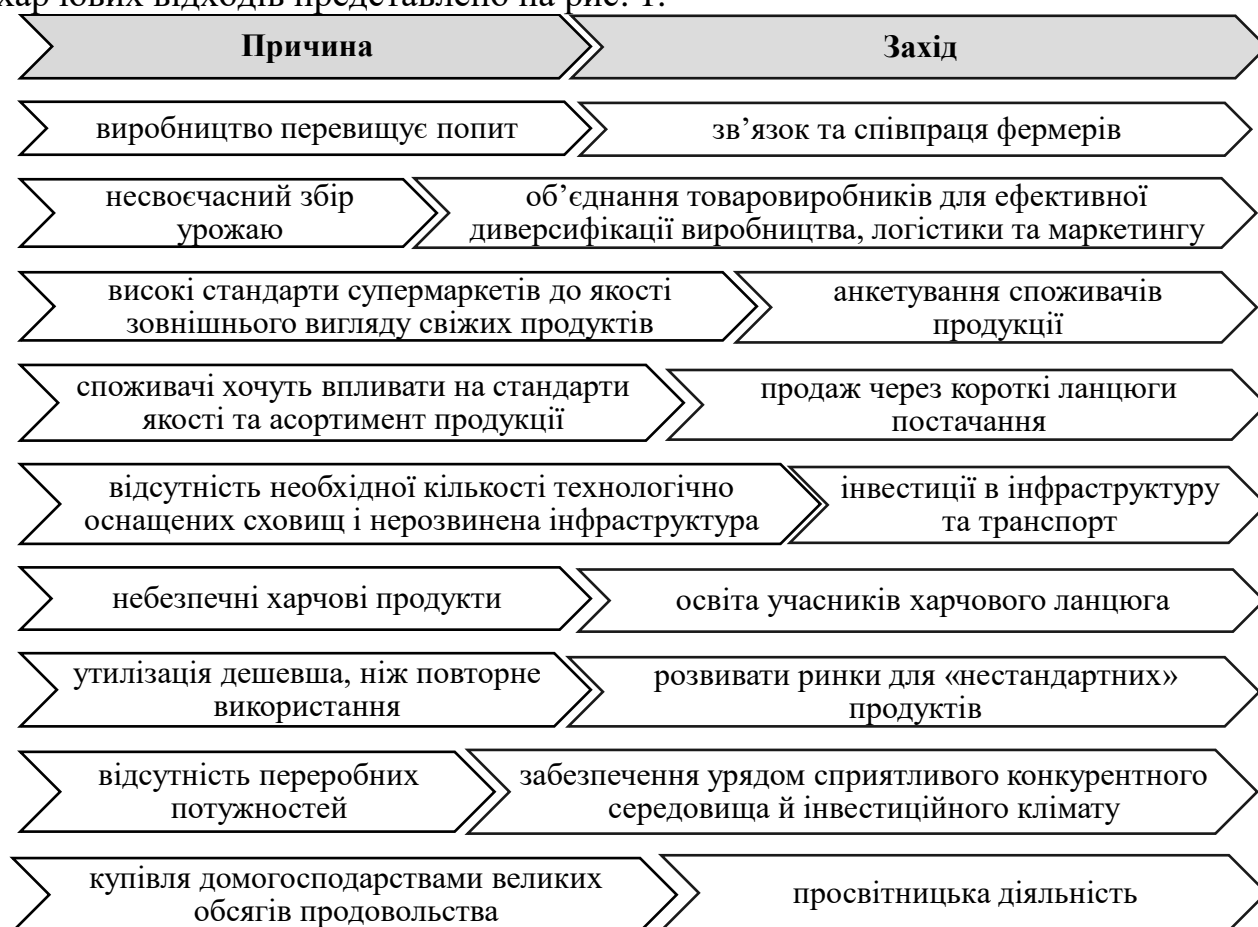 харчових відходів представлено на рис. 1.
Причина
Захід
виробництво перевищує попит
зв’язок та співпраця фермерів
несвоєчасний збір
урожаю
об’єднання товаровиробників для ефективної
диверсифікації виробництва, логістики та маркетингу
високі стандарти супермаркетів до якості
зовнішнього вигляду свіжих продуктів
анкетування споживачів
продукції
споживачі хочуть впливати на стандарти
якості та асортимент продукції
продаж через короткі ланцюги
постачання
відсутність необхідної кількості технологічно
оснащених сховищ і нерозвинена інфраструктура
інвестиції в інфраструктуру
та транспорт
небезпечні харчові продукти
освіта учасників харчового ланцюга
утилізація дешевша, ніж повторне
використання
розвивати ринки для «нестандартних»
продуктів
відсутність переробних
потужностей
забезпечення урядом сприятливого конкурентного
середовища й інвестиційного клімату
купівля домогосподарствами великих
обсягів продовольства
просвітницька діяльність